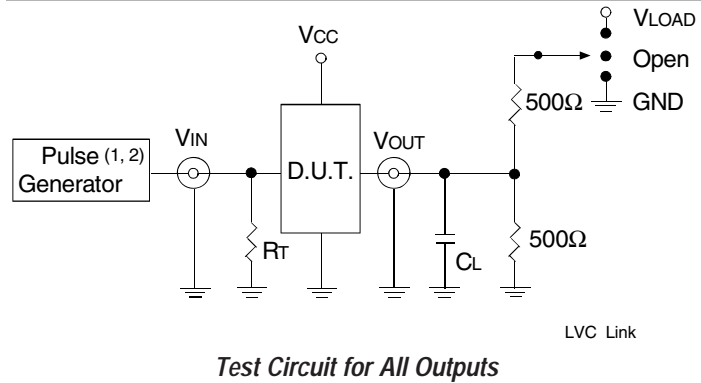 VLOAD
VCC
Open
500Ω
GND
VIN
VOUT
Pulse (1, 2)
Generator
D.U.T.
RT
500Ω
CL
LVC Link
Test Circuit for All Outputs